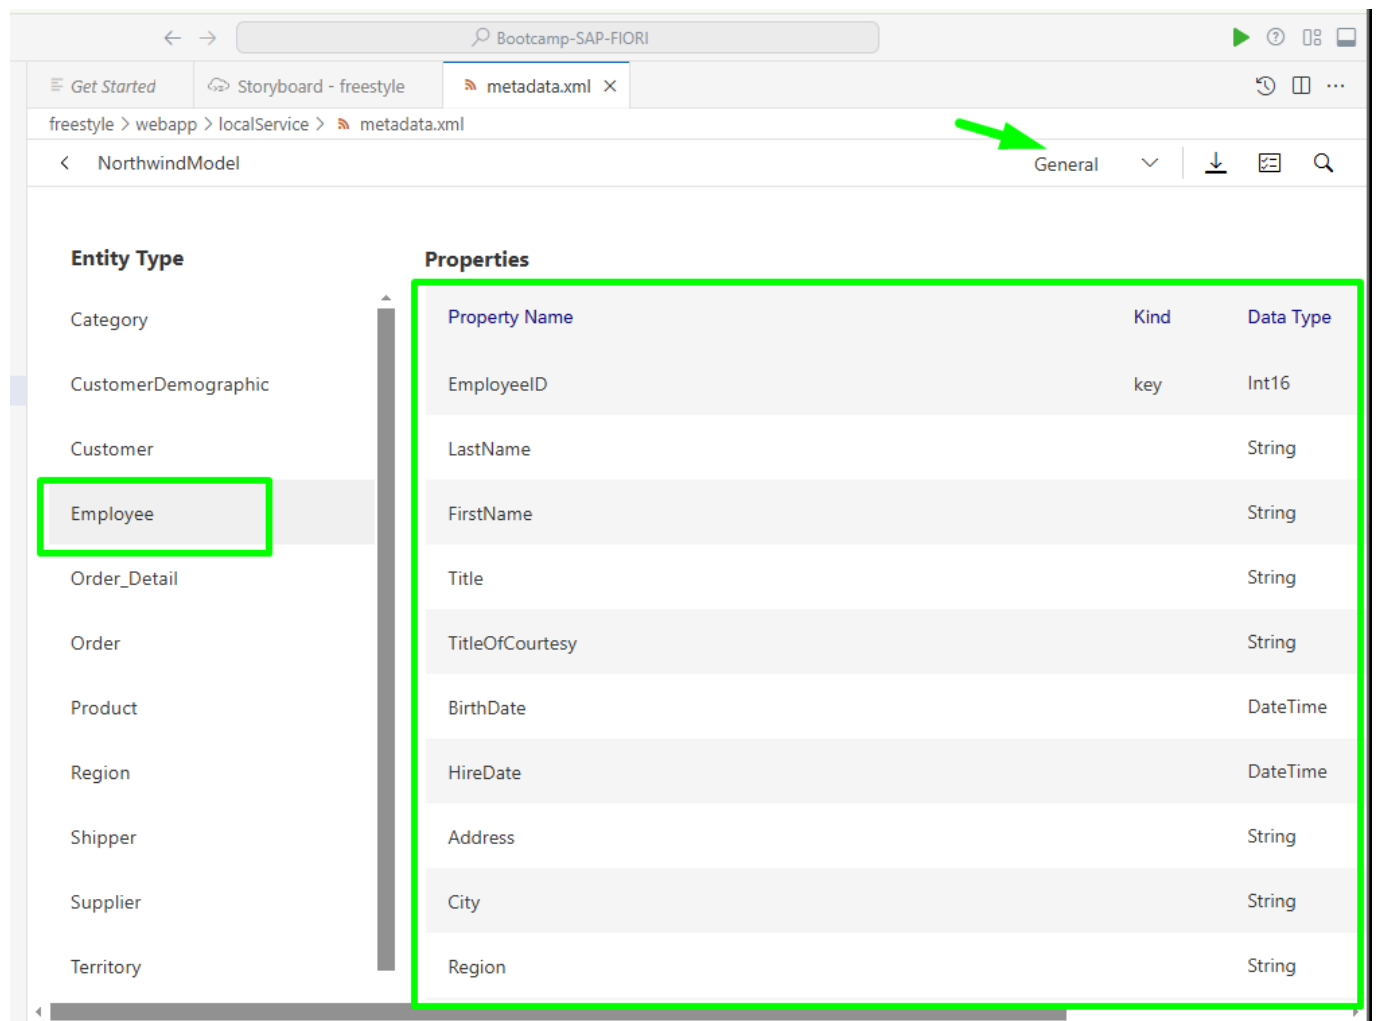 Bootcamp-SAP-FIORI
Get Started
Storyboard - freestyle
metadata.xml
freestyle > webapp > localService > metadata.xml
NorthwindModel
General
Entity Type
Properties
Property Name Kind Data Type
Category
EmployeeID key Int16
CustomerDemographic
LastName String
Customer
FirstName String
Employee
Title String
Order_Detail
TitleOfCourtesy String
Order
BirthDate DateTime
Product
HireDate DateTime
Region
Address String
Shipper
City String
Supplier
Region String
Territory